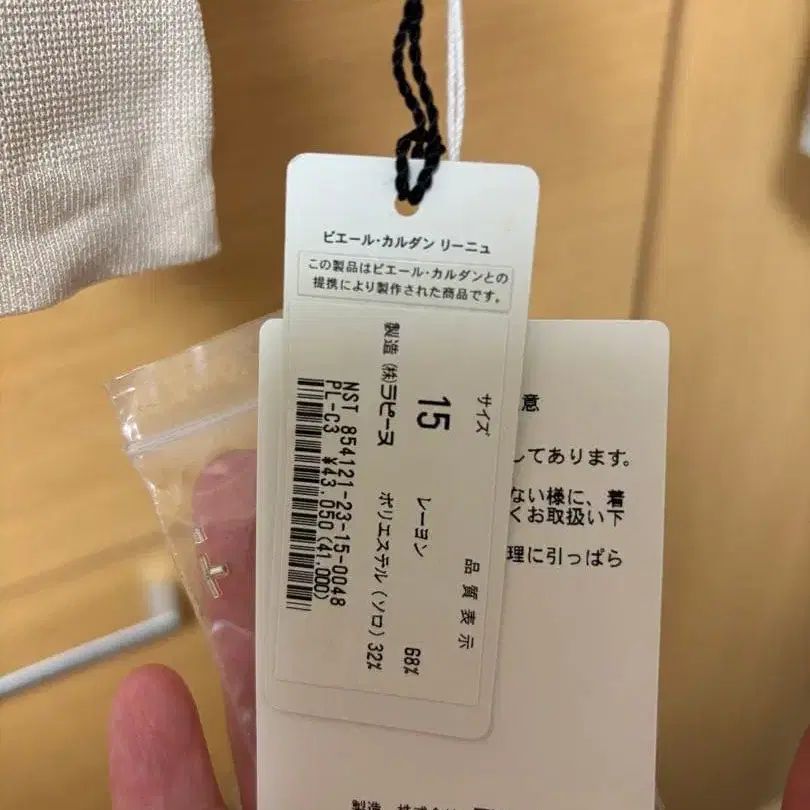 ピエール・カルダン リーニュ
この製品はピエール・カルダンとの
提携により製作された商品です。
サイズ
15
製造 (株)ラピーヌ
品質表示
レーヨン 68%
ポリエステル(ソロ) 32%
NST 854121-23-15-0048
PL-C3 ¥43,050(41,000)
意
してあります。
ない様に、着
くお取扱い下
理に引っぱら
製造